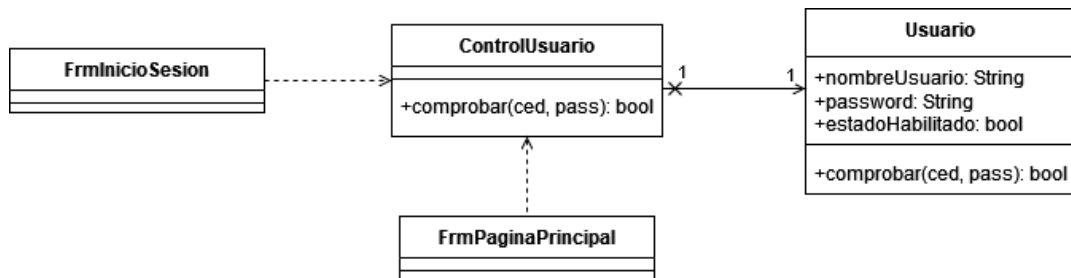 FrmInicioSesion
ControlUsuario
+comprobar(ced, pass): bool
1
1
Usuario
+nombreUsuario: String
+password: String
+estadoHabilitado: bool
+comprobar(ced, pass): bool
FrmPaginaPrincipal